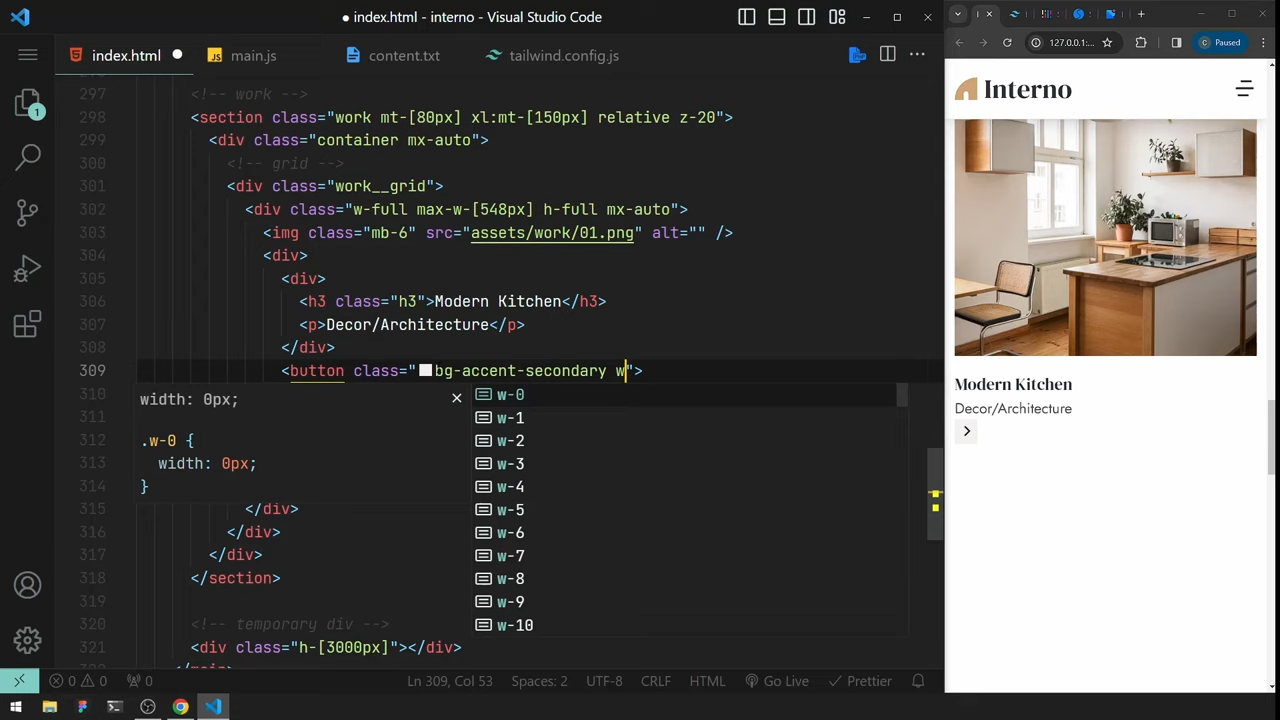 index.html - interno - Visual Studio Code
index.html
main.js
content.txt
tailwind.config.js
297 <!-- work -->
298 <section class="work mt-[80px] xl:mt-[150px] relative z-20">
299 <div class="container mx-auto">
300 <!-- grid -->
301 <div class="work__grid">
302 <div class="w-full max-w-[548px] h-full mx-auto">
303 <img class="mb-6" src="assets/work/01.png" alt="" />
304 <div>
305 <div>
306 <h3 class="h3">Modern Kitchen</h3>
307 <p>Decor/Architecture</p>
308 </div>
309 <button class="bg-accent-secondary w">
310
311
312
313
314
315 </div>
316 </div>
317 </div>
318 </section>
319
320 <!-- temporary div -->
321 <div class="h-[3000px]"></div>
width: 0px;
.w-0 {
width: 0px;
}
w-0
w-1
w-2
w-3
w-4
w-5
w-6
w-7
w-8
w-9
w-10
1
0 0 0
Ln 309, Col 53
Spaces: 2
UTF-8
CRLF
HTML
Go Live
Prettier
127.0.0.1:...
C Paused
Interno
Modern Kitchen
Decor/Architecture